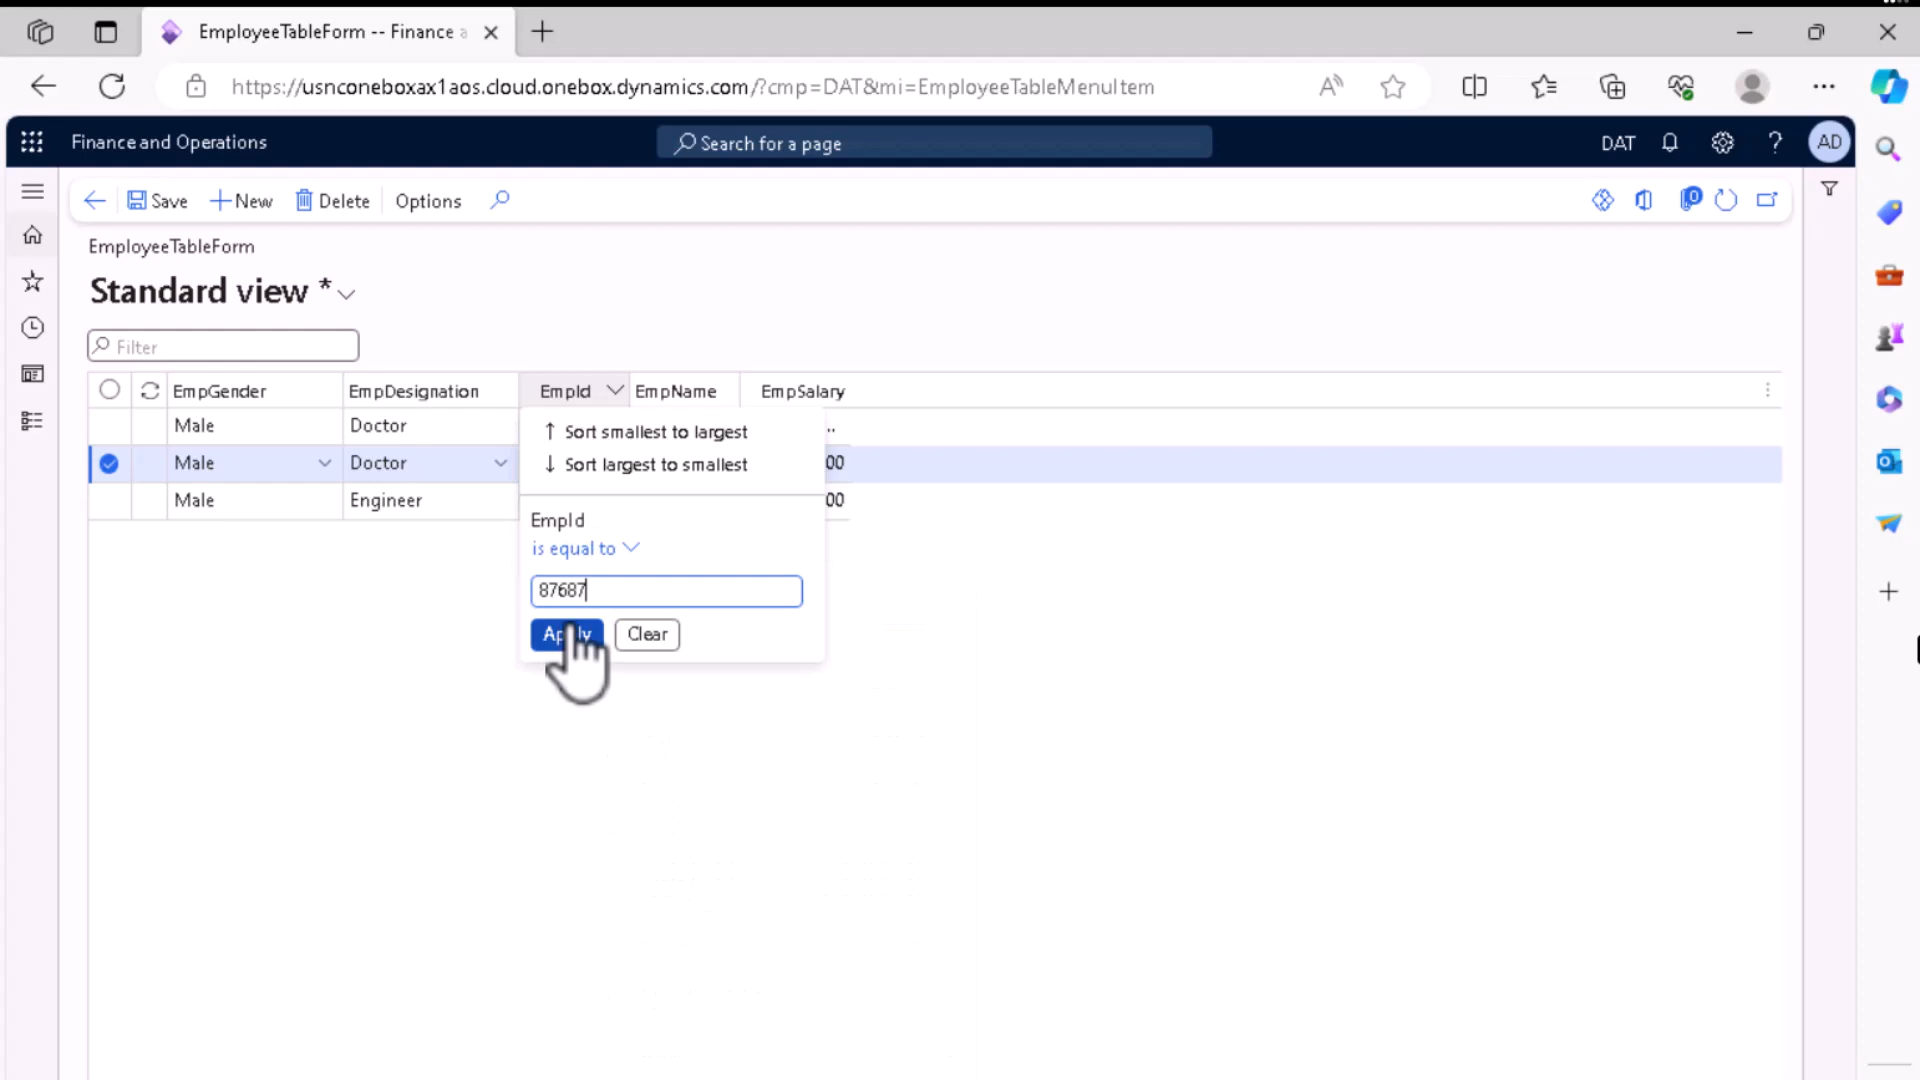 EmployeeTableForm -- Finance a
https://usnconeboxax1aos.cloud.onebox.dynamics.com/?cmp=DAT&mi=EmployeeTableMenuItem
Finance and Operations
Search for a page
DAT
AD
Save
New
Delete
Options
0
EmployeeTableForm
Standard view *
Filter
EmpGender EmpDesignation EmpId EmpName EmpSalary
Male Doctor ..
Male Doctor 00
Male Engineer 00
Sort smallest to largest
Sort largest to smallest
EmpId
is equal to
87687
Apply Clear